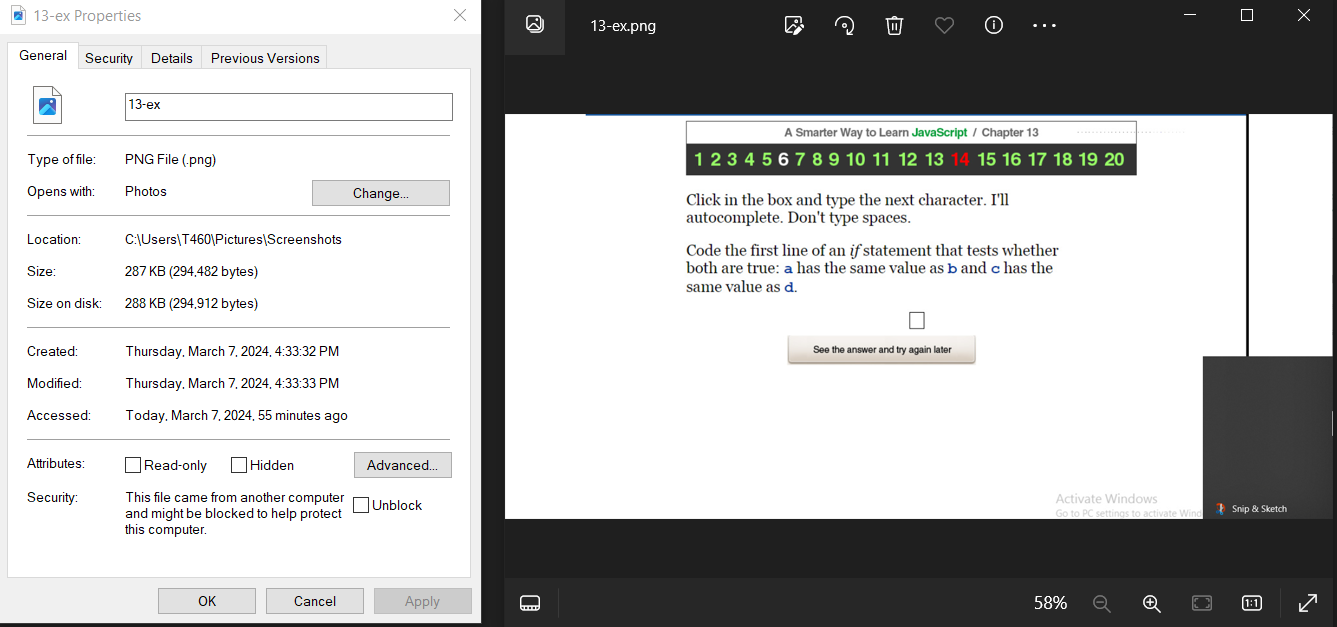 13-ex Properties
General Security Details Previous Versions
13-ex
Type of file: PNG File (.png)
Opens with: Photos Change...
Location: C:\Users\T460\Pictures\Screenshots
Size: 287 KB (294,482 bytes)
Size on disk: 288 KB (294,912 bytes)
Created: Thursday, March 7, 2024, 4:33:32 PM
Modified: Thursday, March 7, 2024, 4:33:33 PM
Accessed: Today, March 7, 2024, 55 minutes ago
Attributes: Read-only Hidden Advanced...
Security: This file came from another computer
and might be blocked to help protect
this computer.
Unblock
OK Cancel Apply
13-ex.png
A Smarter Way to Learn JavaScript / Chapter 13
1 2 3 4 5 6 7 8 9 10 11 12 13 14 15 16 17 18 19 20
Click in the box and type the next character. I'll
autocomplete. Don't type spaces.
Code the first line of an if statement that tests whether
both are true: a has the same value as b and c has the
same value as d.
See the answer and try again later
Activate Windows
Go to PC settings to activate Wind
Snip & Sketch
58%
1:1